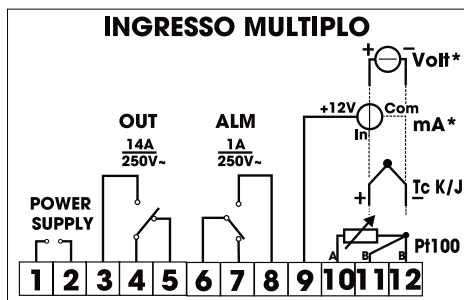 INGRESSO MULTIPLO
+ − Volt*
+12V Com
In mA*
OUT ALM
14A 1A
250V~ 250V~
+ − Tc K/J
POWER
SUPPLY
Pt100
A B B
1 2 3 4 5 6 7 8 9 10 11 12